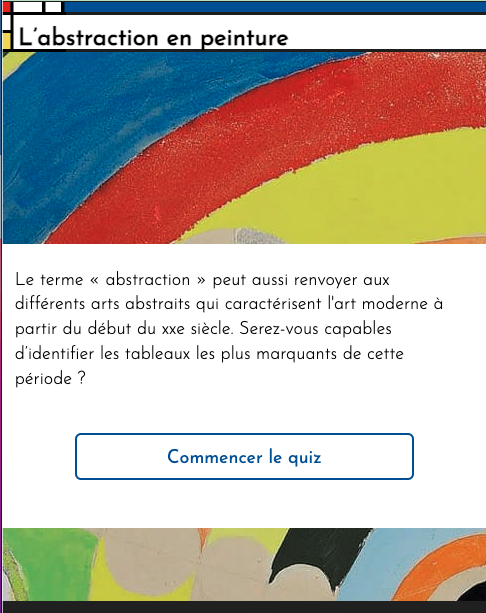 L’abstraction en peinture
Le terme « abstraction » peut aussi renvoyer aux
différents arts abstraits qui caractérisent l'art moderne à
partir du début du xxe siècle. Serez-vous capables
d’identifier les tableaux les plus marquants de cette
période ?
Commencer le quiz